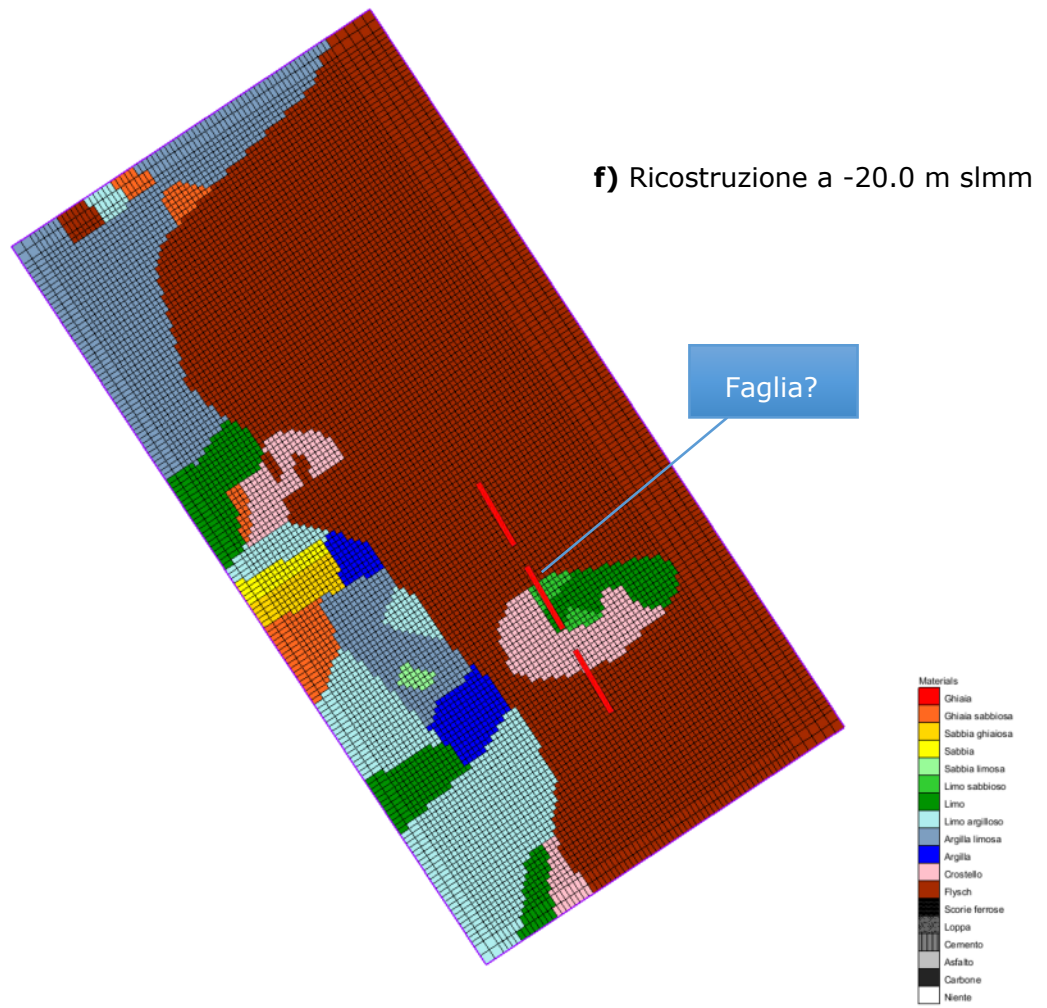 f) Ricostruzione a -20.0 m slmm
Faglia?
Materials
Ghiaia
Ghiaia sabbiosa
Sabbia ghiaiosa
Sabbia
Sabbia limosa
Limo sabbioso
Limo
Limo argilloso
Argilla limosa
Argilla
Crostello
Flysch
Scorie ferrose
Loppa
Cemento
Asfalto
Carbone
Niente